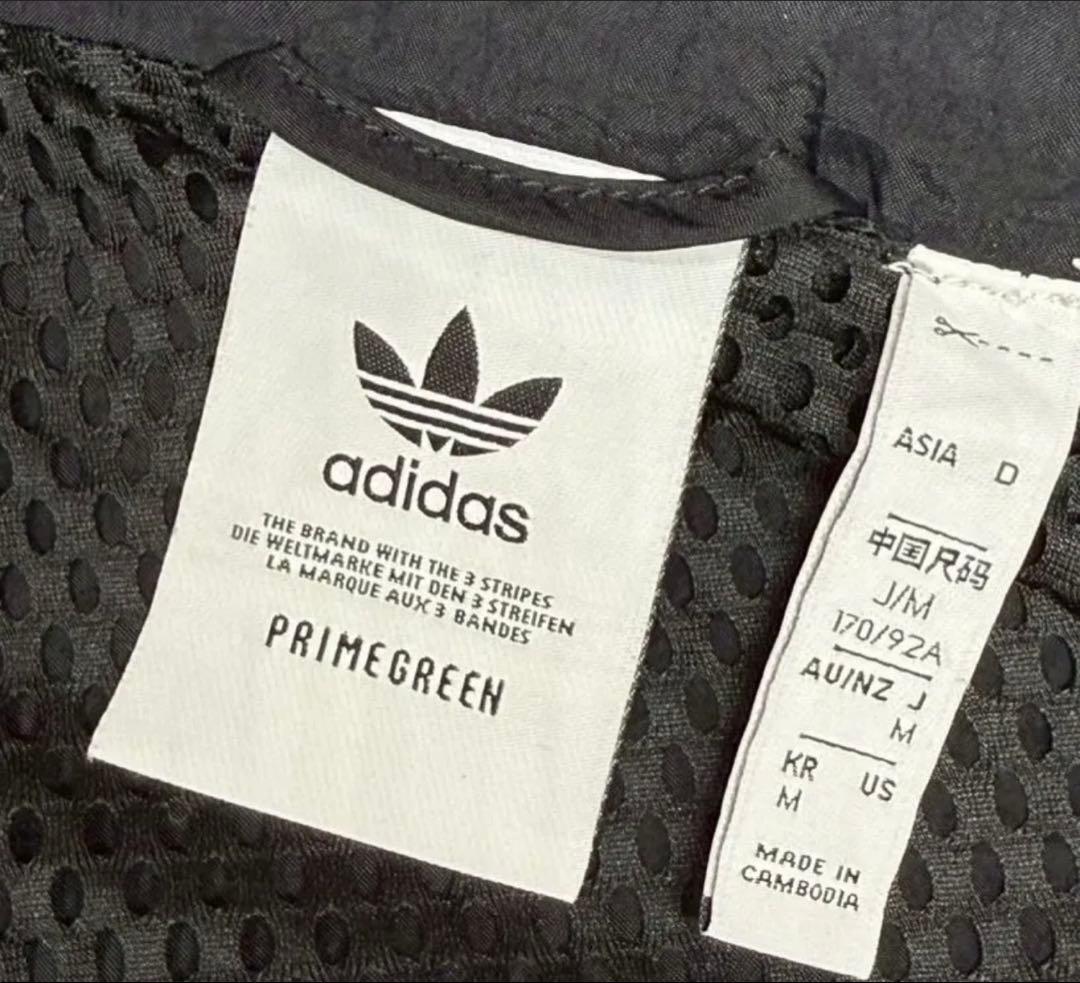 adidas
THE BRAND WITH THE 3 STRIPES
DIE WELTMARKE MIT DEN 3 STREIFEN
LA MARQUE AUX 3 BANDES
PRIMEGREEN
ASIA D
中国尺码
J/M
170/92A
AU/NZ J
M
KR US
M
MADE IN
CAMBODIA